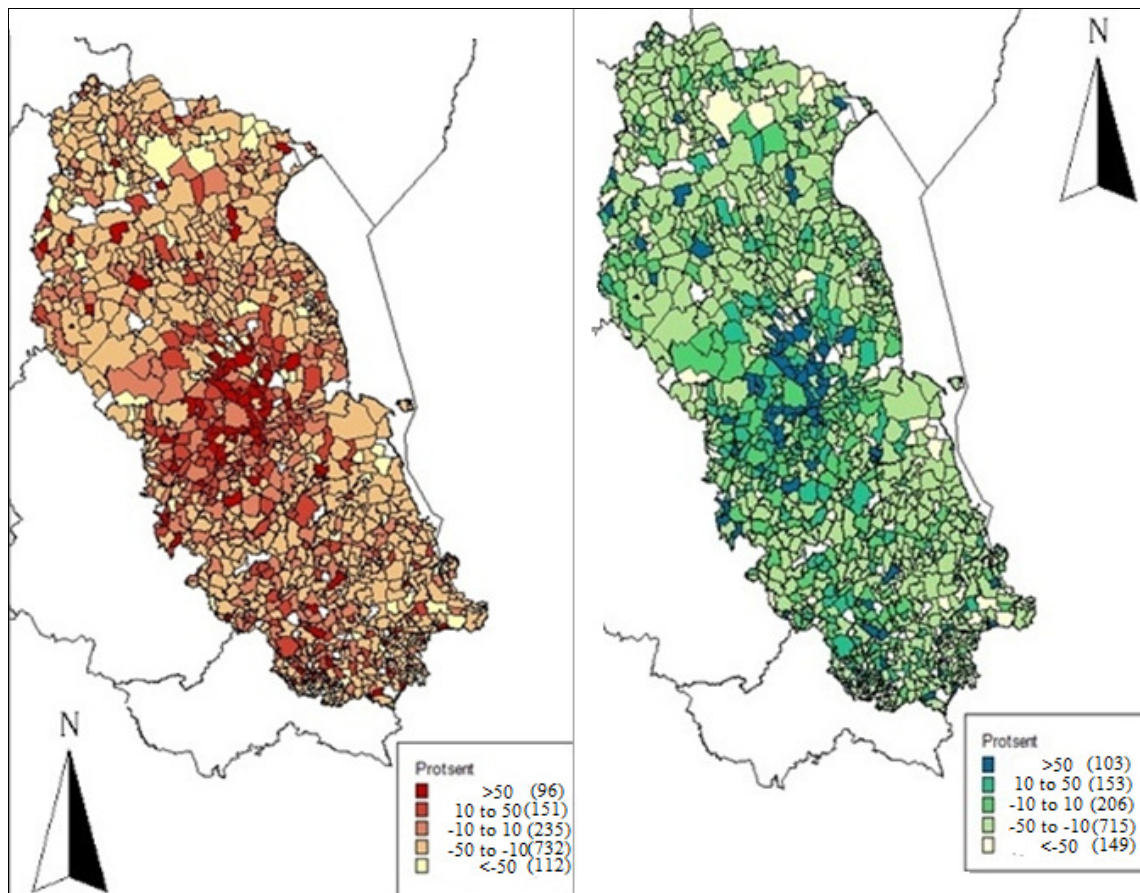 N
N
Protsent
>50 (96)
10 to 50 (151)
-10 to 10 (235)
-50 to -10 (732)
<-50 (112)
Protsent
>50 (103)
10 to 50 (153)
-10 to 10 (206)
-50 to -10 (715)
<-50 (149)